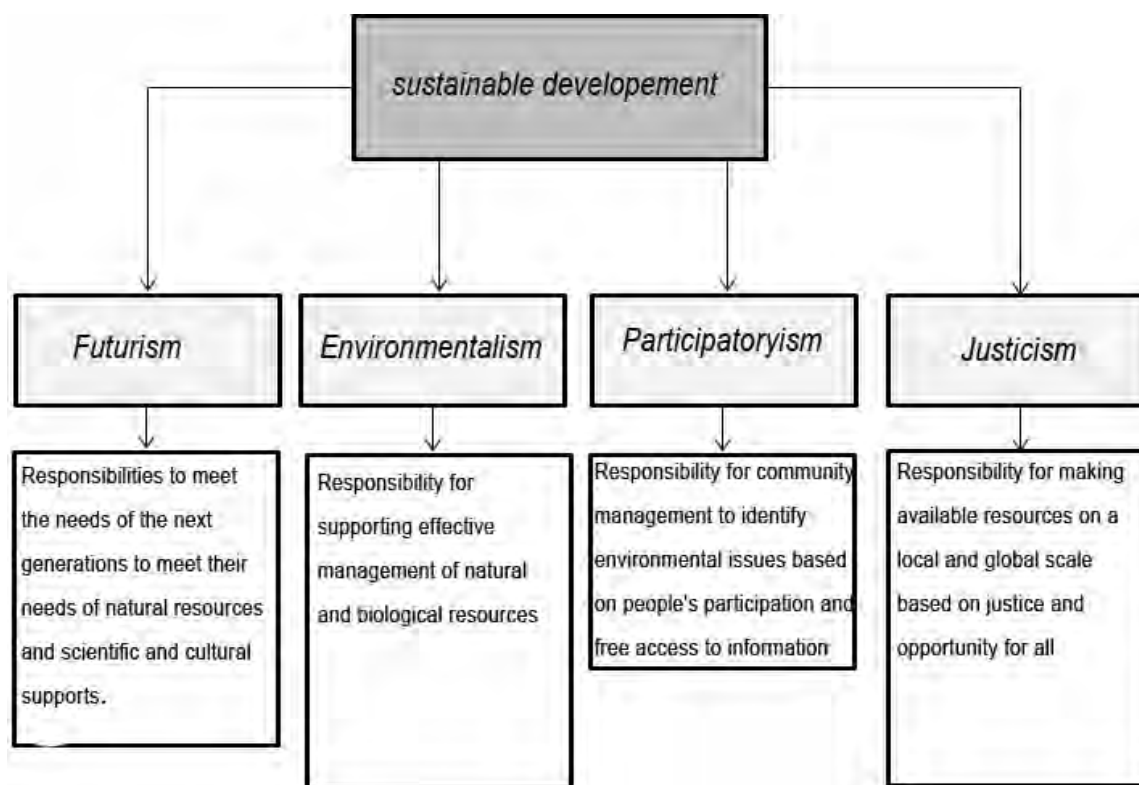 sustainable developement
Futurism
Environmentalism
Participatoryism
Justicism
Responsibilities to meet
the needs of the next
generations to meet their
needs of natural resources
and scientific and cultural
supports.
Responsibility for
supporting effective
management of natural
and biological resources
Responsibility for community
management to identify
environmental issues based
on people's participation and
free access to information
Responsibility for making
available resources on a
local and global scale
based on justice and
opportunity for all